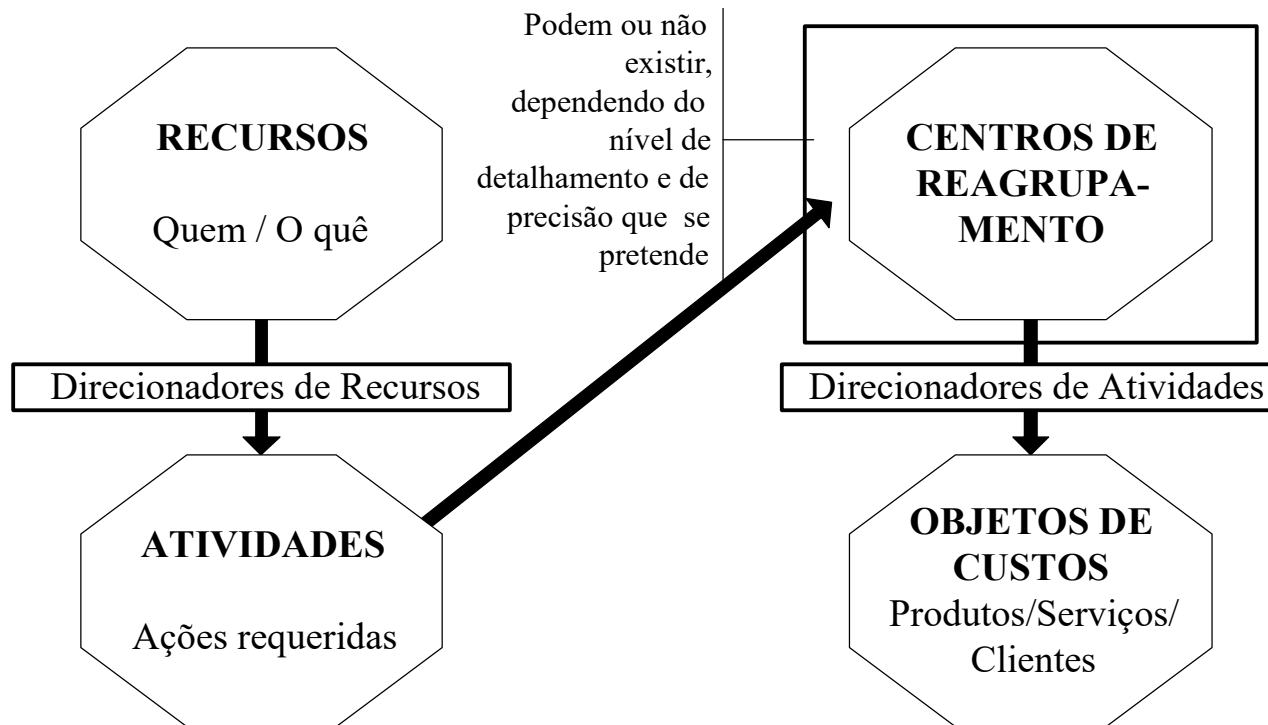 RECURSOS
Quem / O quê
Direcionadores de Recursos
ATIVIDADES
Ações requeridas
Podem ou não
existir,
dependendo do
nível de
detalhamento e de
precisão que se
pretende
CENTROS DE
REAGRUPA-
MENTO
Direcionadores de Atividades
OBJETOS DE
CUSTOS
Produtos/Serviços/
Clientes